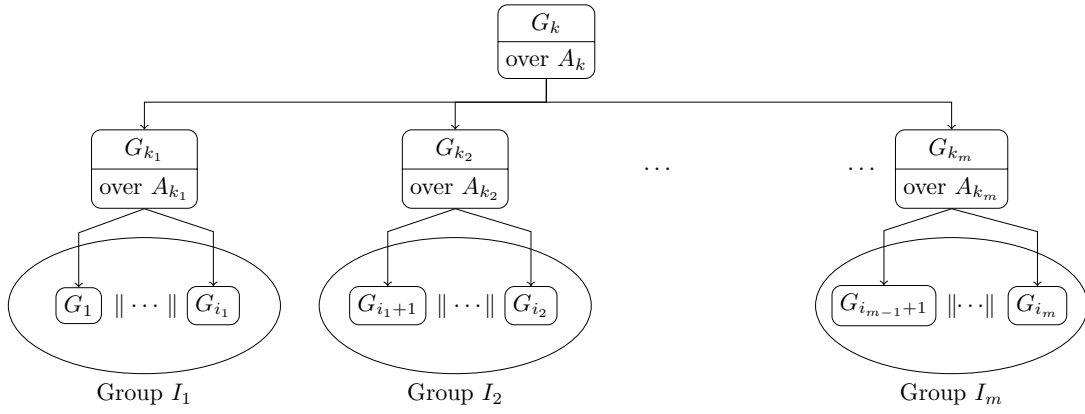 G_k
over A_k
G_{k_1} G_{k_2} ⋯ ⋯ G_{k_m}
over A_{k_1} over A_{k_2} over A_{k_m}
G_1 ∥ ⋯ ∥ G_{i_1} G_{i_1+1} ∥ ⋯ ∥ G_{i_2} G_{i_{m-1}+1} ∥ ⋯ ∥ G_{i_m}
Group I_1 Group I_2 Group I_m